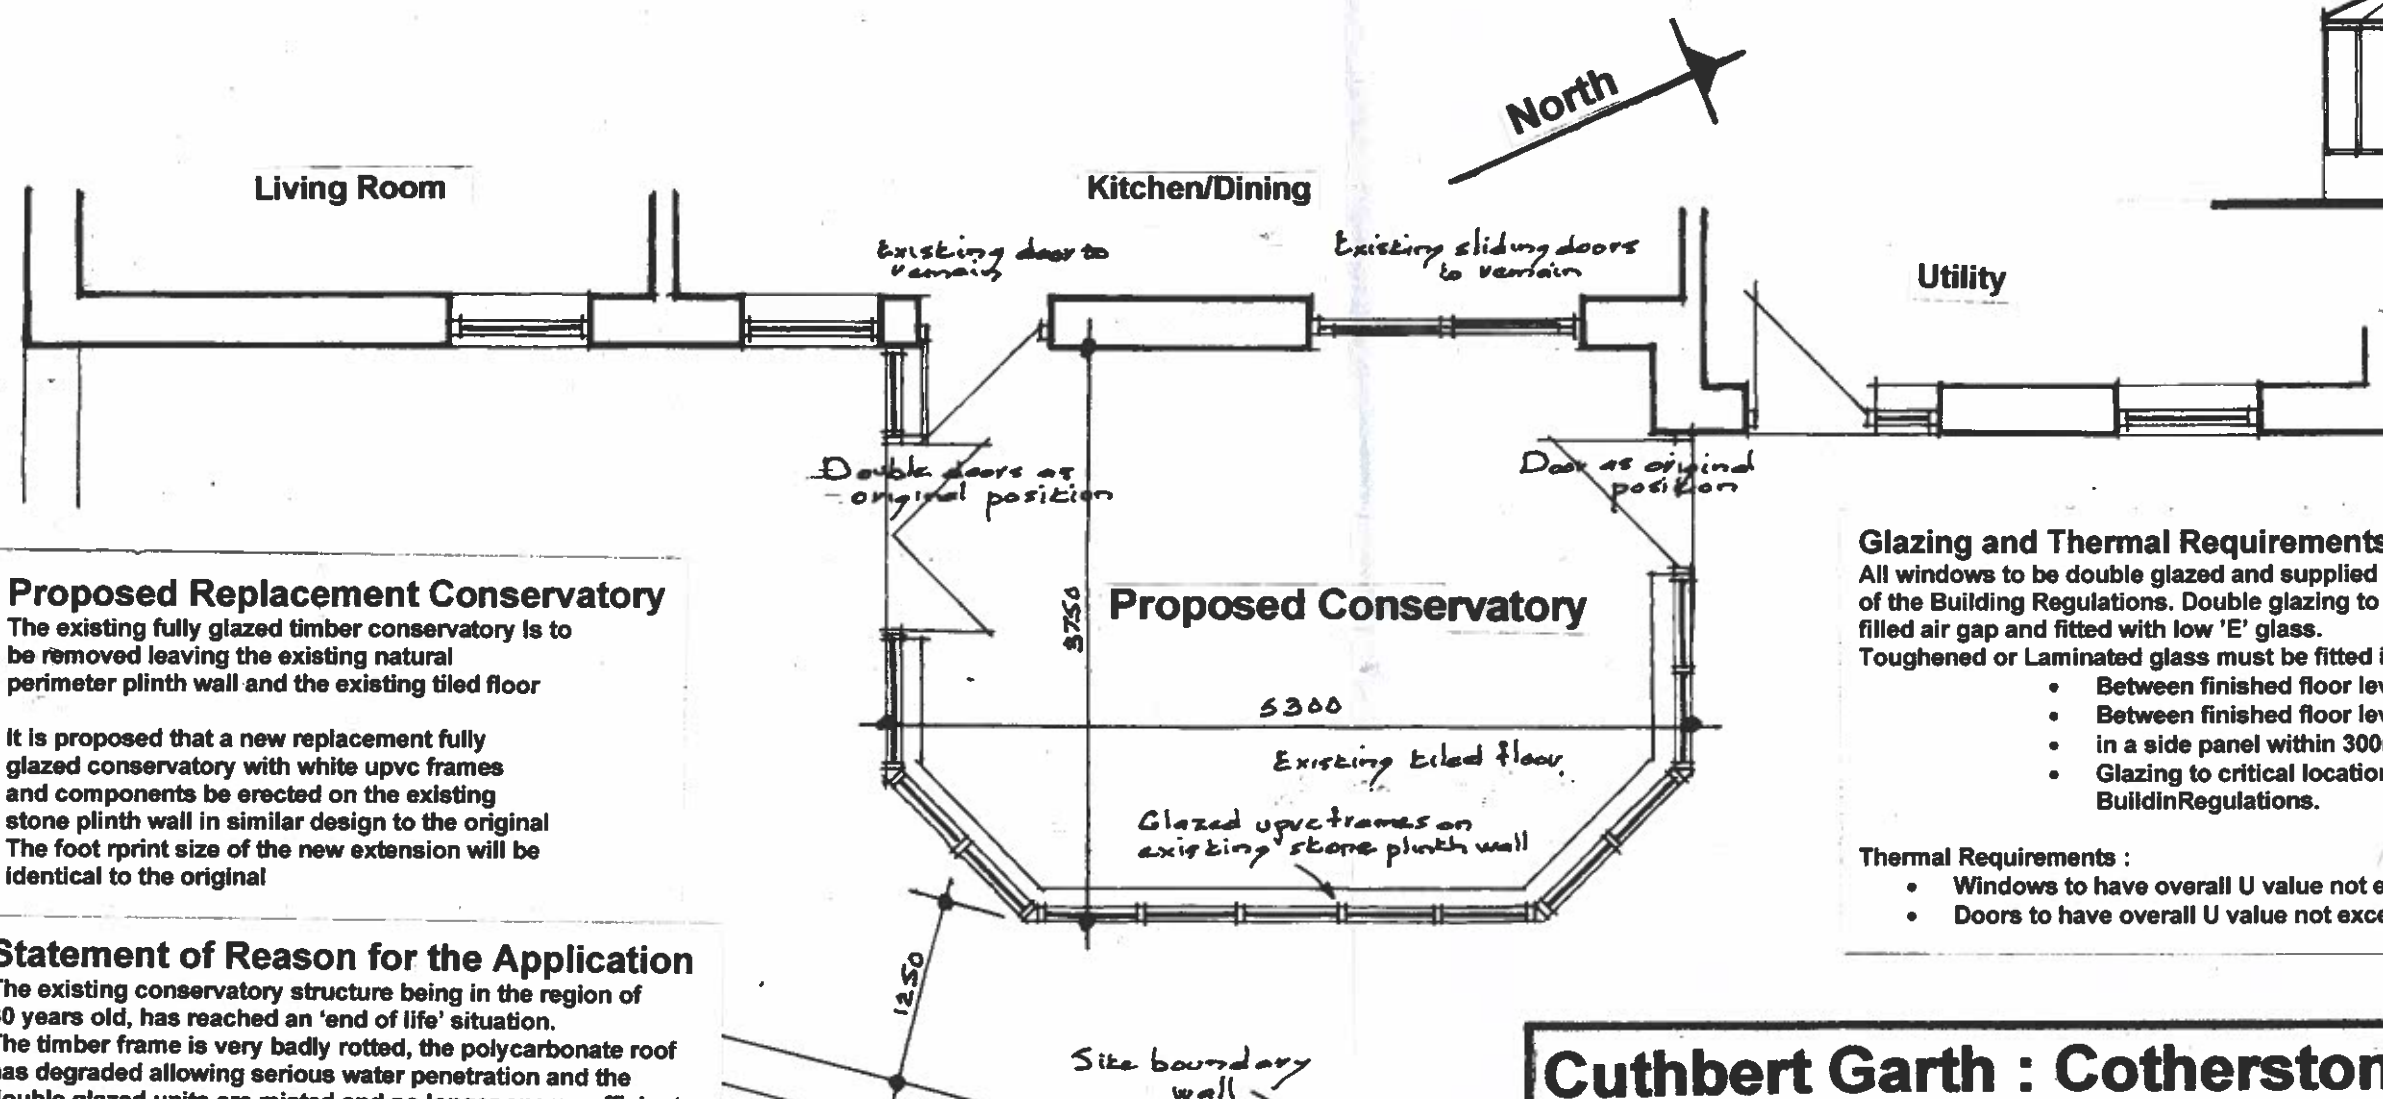 North
Living Room
Kitchen/Dining
Existing door to
remain
Existing sliding doors
to remain
Utility
Double doors as
original position
Door as original
position
Proposed Replacement Conservatory
The existing fully glazed timber conservatory is to
be removed leaving the existing natural
perimeter plinth wall and the existing tiled floor
It is proposed that a new replacement fully
glazed conservatory with white upvc frames
and components be erected on the existing
stone plinth wall in similar design to the original
The foot rprint size of the new extension will be
identical to the original
3750
Proposed Conservatory
5300
Existing tiled floor.
Glazed upvc frames on
existing stone plinth wall
Glazing and Thermal Requirements
All windows to be double glazed and supplied
of the Building Regulations. Double glazing to
filled air gap and fitted with low 'E' glass.
Toughened or Laminated glass must be fitted
• Between finished floor
• Between finished floor
• in a side panel within 300
• Glazing to critical
BuildinRegulations.
Thermal Requirements :
• Windows to have overall U value not
• Doors to have overall U value not
Statement of Reason for the Application
The existing conservatory structure being in the region of
0 years old, has reached an 'end of life' situation.
The timber frame is very badly rotted, the polycarbonate roof
has degraded allowing serious water penetration and the
1250
Site boundary
wall
Cuthbert Garth : Cotherston